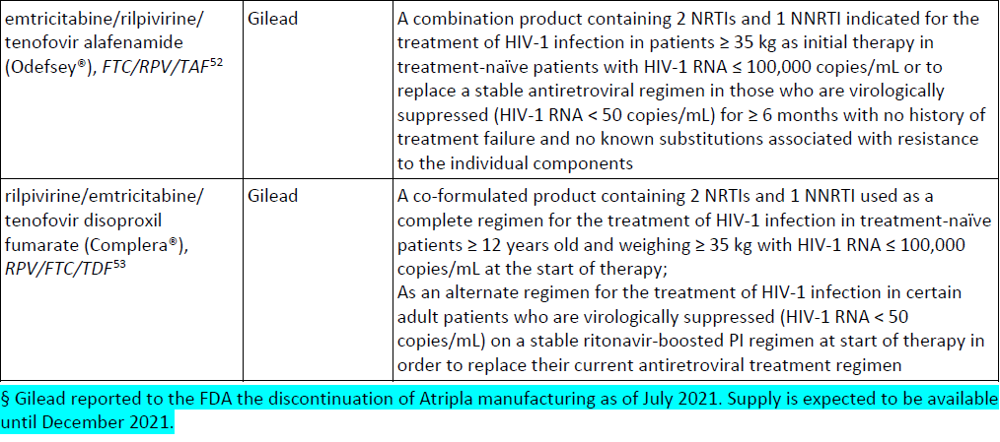 emtricitabine/rilpivirine/
tenofovir alafenamide
(Odefsey®), FTC/RPV/TAF52
Gilead
A combination product containing 2 NRTIs and 1 NNRTI indicated for the
treatment of HIV-1 infection in patients ≥ 35 kg as initial therapy in
treatment-naïve patients with HIV-1 RNA ≤ 100,000 copies/mL or to
replace a stable antiretroviral regimen in those who are virologically
suppressed (HIV-1 RNA < 50 copies/mL) for ≥ 6 months with no history of
treatment failure and no known substitutions associated with resistance
to the individual components
rilpivirine/emtricitabine/
tenofovir disoproxil
fumarate (Complera®),
RPV/FTC/TDF53
Gilead
A co-formulated product containing 2 NRTIs and 1 NNRTI used as a
complete regimen for the treatment of HIV-1 infection in treatment-naïve
patients ≥ 12 years old and weighing ≥ 35 kg with HIV-1 RNA ≤ 100,000
copies/mL at the start of therapy;
As an alternate regimen for the treatment of HIV-1 infection in certain
adult patients who are virologically suppressed (HIV-1 RNA < 50
copies/mL) on a stable ritonavir-boosted PI regimen at start of therapy in
order to replace their current antiretroviral treatment regimen
§ Gilead reported to the FDA the discontinuation of Atripla manufacturing as of July 2021. Supply is expected to be available
until December 2021.